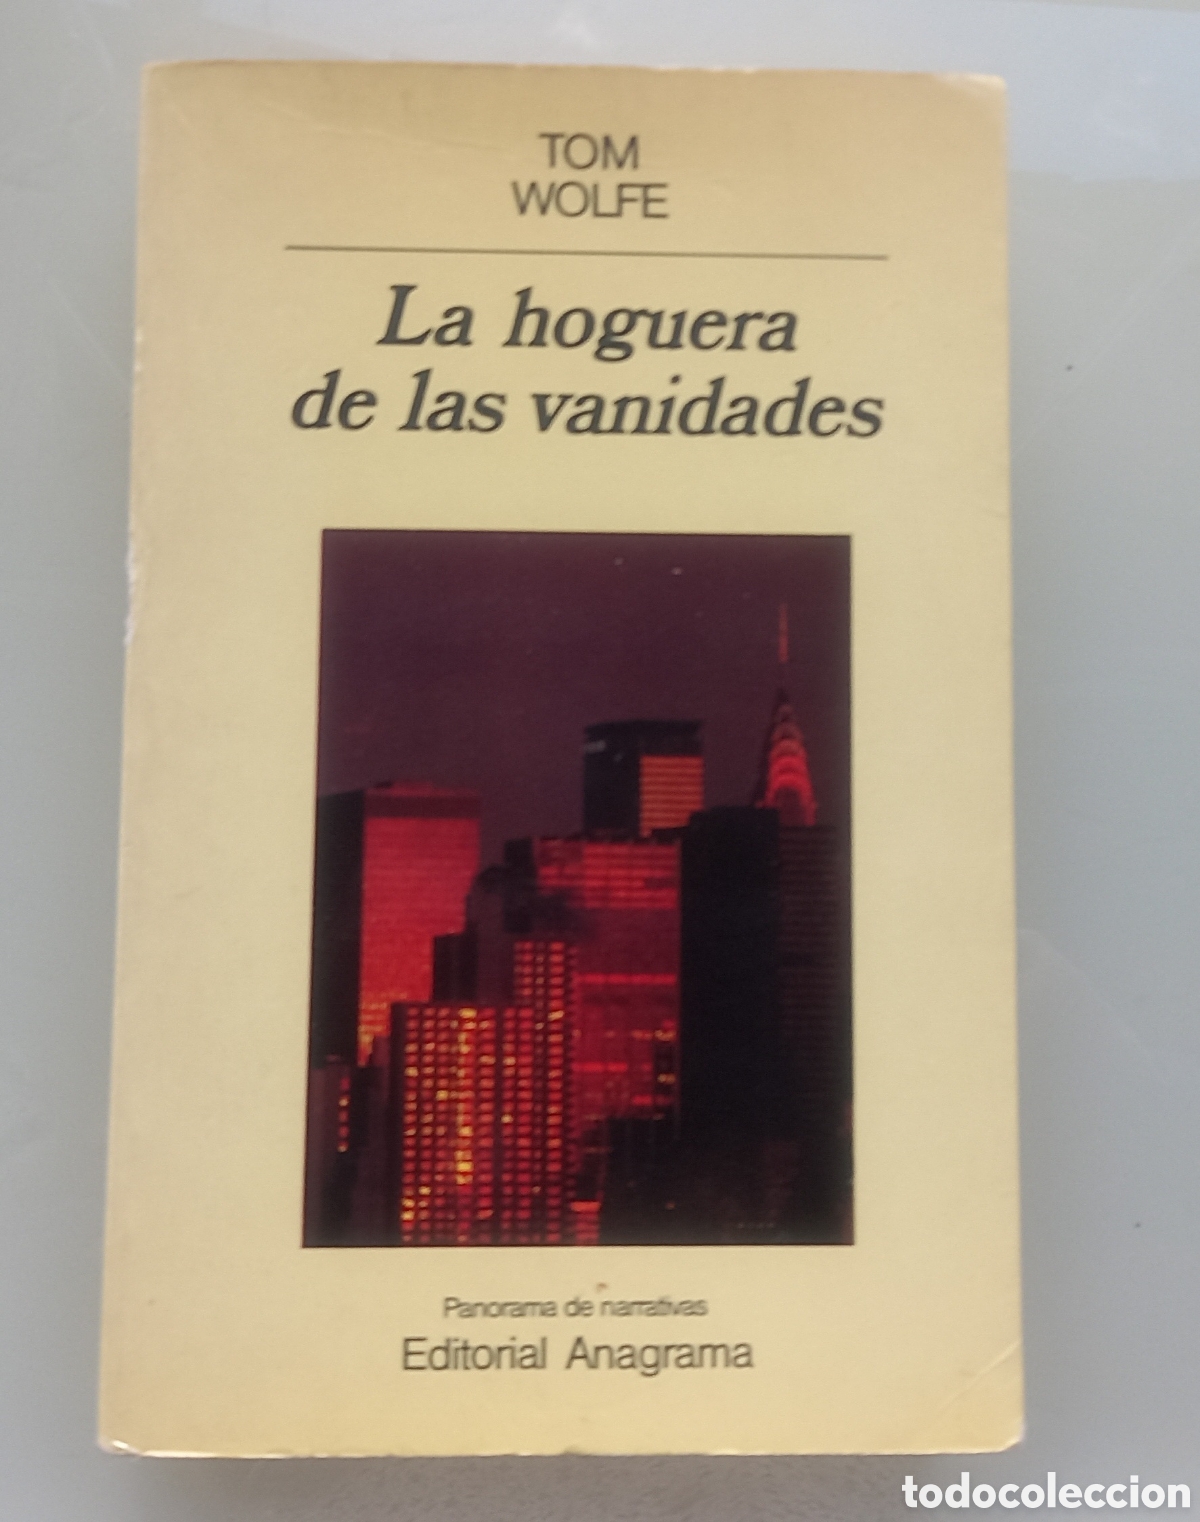 TOM
WOLFE
La hoguera
de las vanidades
Panorama de narrativas
Editorial Anagrama
todocoleccion